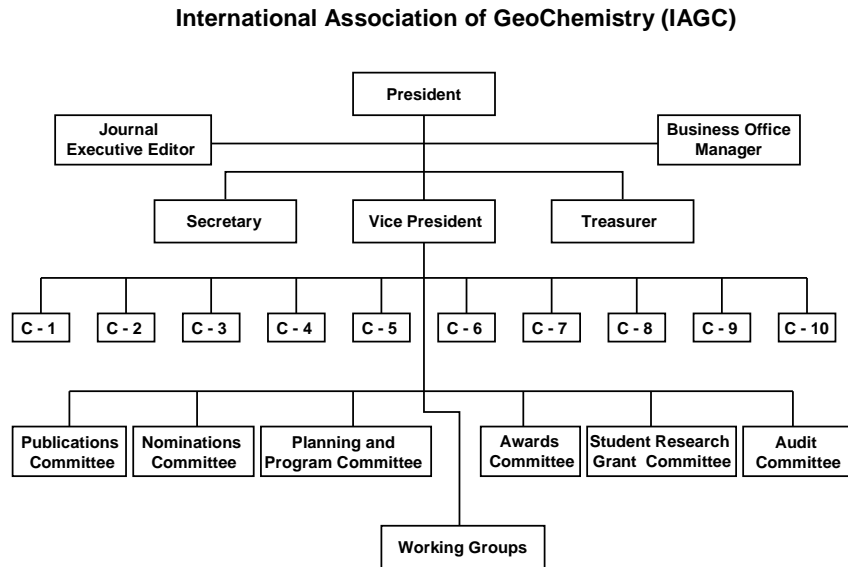 International Association of GeoChemistry (IAGC)
President
Journal
Executive Editor
Business Office
Manager
Secretary
Vice President
Treasurer
C - 1
C - 2
C - 3
C - 4
C - 5
C - 6
C - 7
C - 8
C - 9
C - 10
Publications
Committee
Nominations
Committee
Planning and
Program Committee
Awards
Committee
Student Research
Grant Committee
Audit
Committee
Working Groups